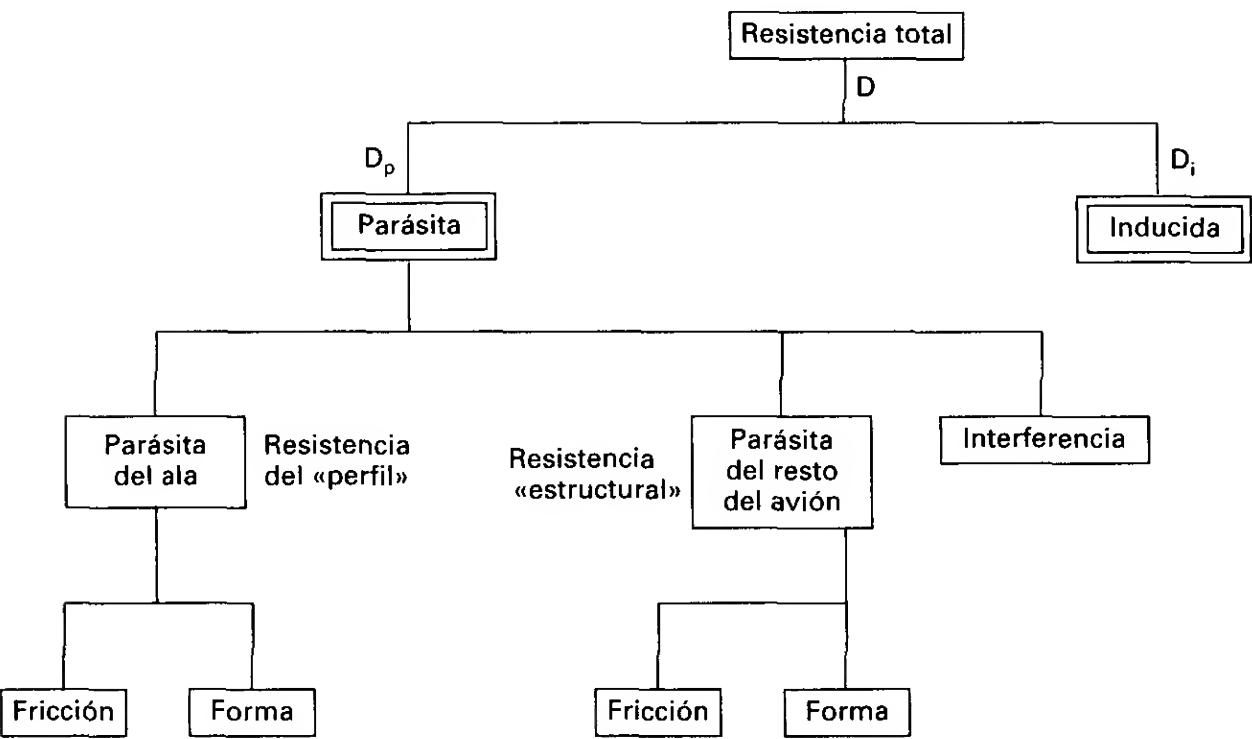 Resistencia total
D
Dp
Di
Parásita
Inducida
Parásita
del ala
Resistencia
del «perfil»
Resistencia
«estructural»
Parásita
del resto
del avión
Interferencia
Fricción
Forma
Fricción
Forma